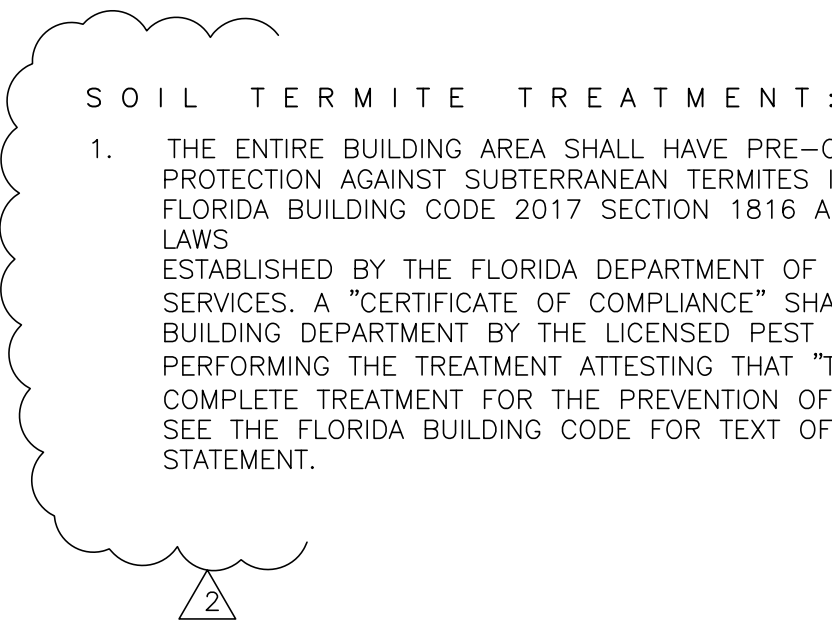 SOIL TERMITE TREATMENT:
1. THE ENTIRE BUILDING AREA SHALL HAVE
PROTECTION AGAINST SUBTERRANEAN TERMITES
FLORIDA BUILDING CODE 2017 SECTION 1816
LAWS
ESTABLISHED BY THE FLORIDA DEPARTMENT OF
SERVICES. A "CERTIFICATE OF COMPLIANCE"
BUILDING DEPARTMENT BY THE LICENSED PEST
PERFORMING THE TREATMENT ATTESTING THAT
COMPLETE TREATMENT FOR THE PREVENTION OF
SEE THE FLORIDA BUILDING CODE FOR TEXT OF
STATEMENT.
2